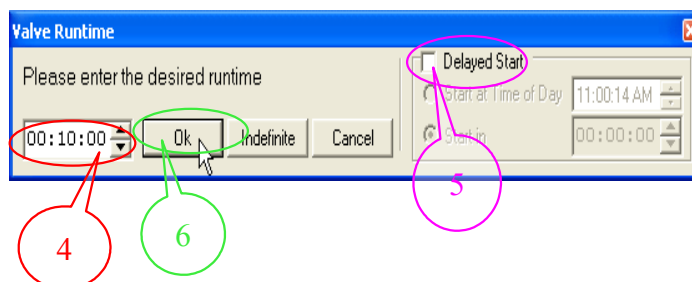 Valve Runtime
Please enter the desired runtime
00:10:00 Ok Indefinite Cancel
Delayed Start
Start at Time of Day 11:00:14 AM
Start in 00:00:00
4 6 5